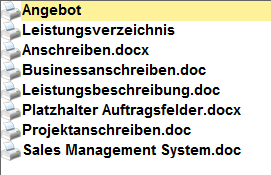 Angebot
Leistungsverzeichnis
Anschreiben.docx
Businessanschreiben.doc
Leistungsbeschreibung.doc
Platzhalter Auftragsfelder.docx
Projektanschreiben.doc
Sales Management System.doc